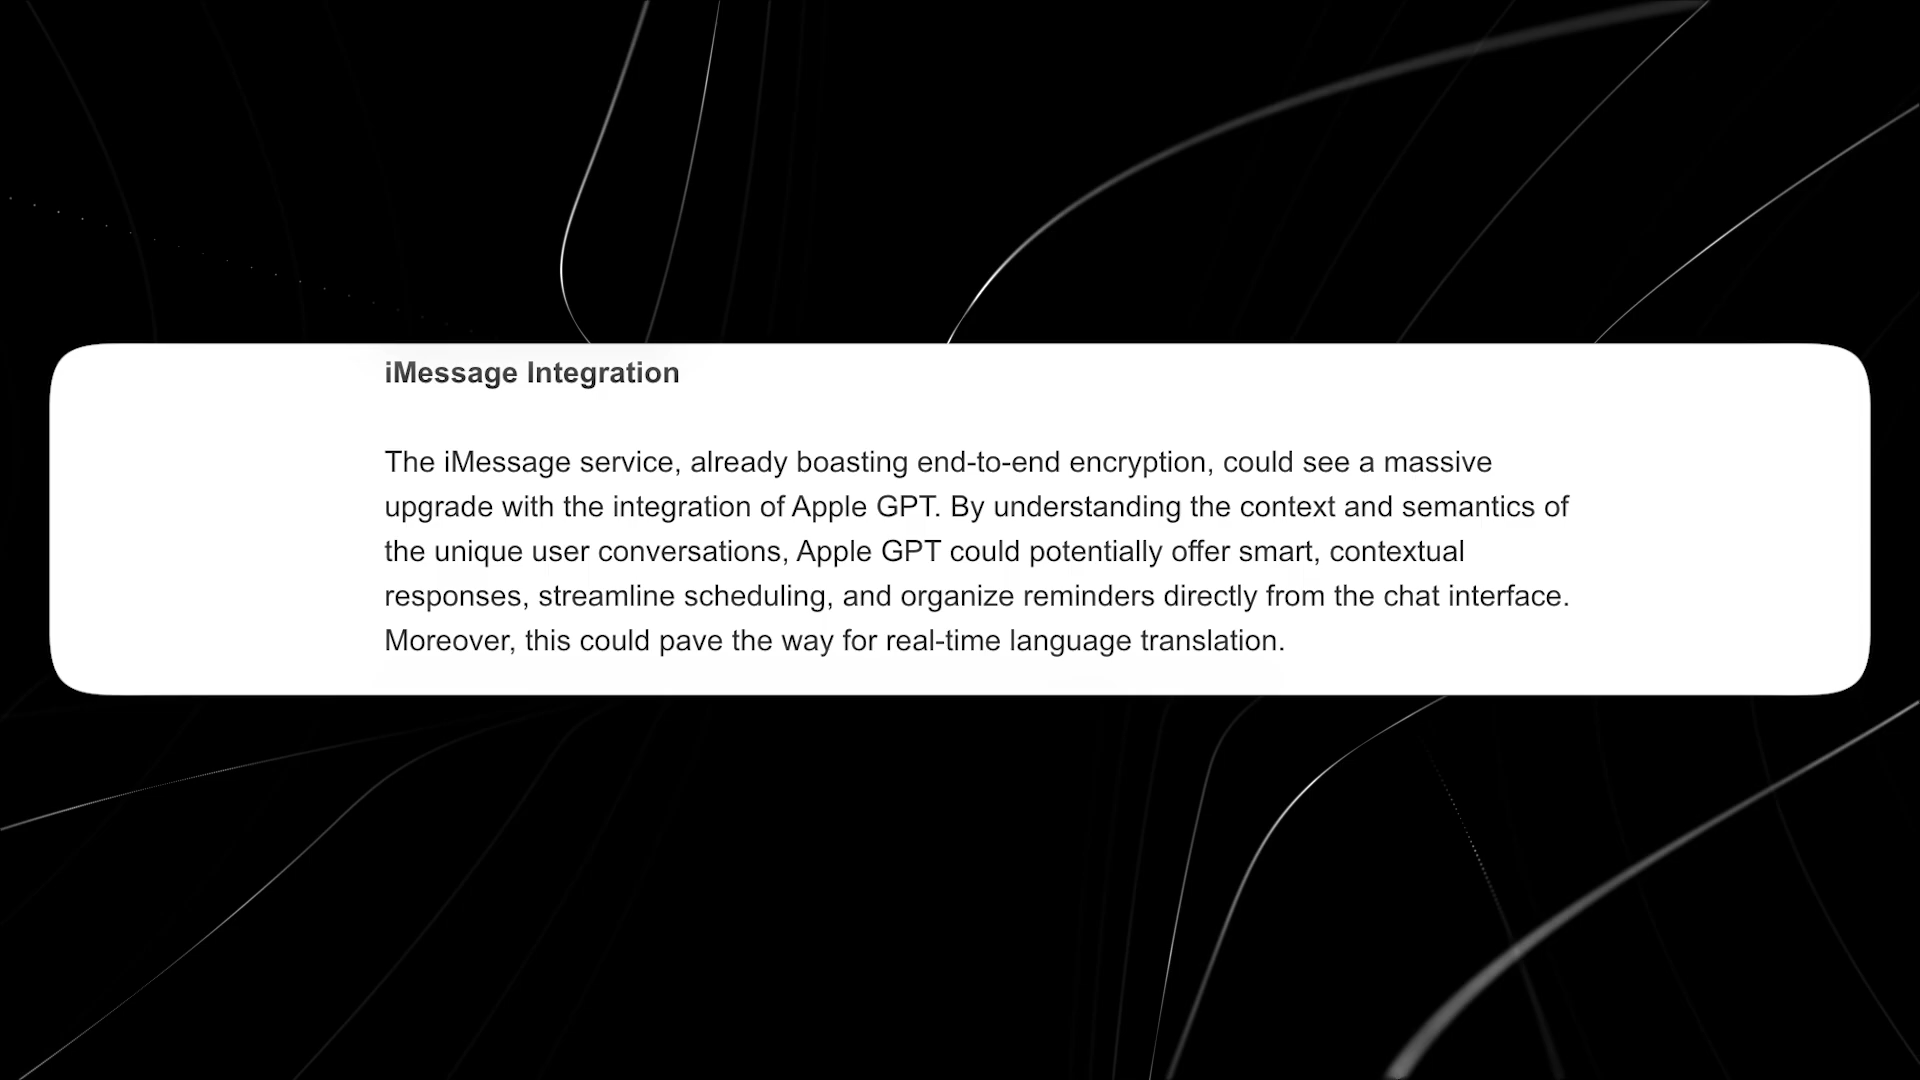 iMessage Integration
The iMessage service, already boasting end-to-end encryption, could see a massive
upgrade with the integration of Apple GPT. By understanding the context and semantics of
the unique user conversations, Apple GPT could potentially offer smart, contextual
responses, streamline scheduling, and organize reminders directly from the chat interface.
Moreover, this could pave the way for real-time language translation.